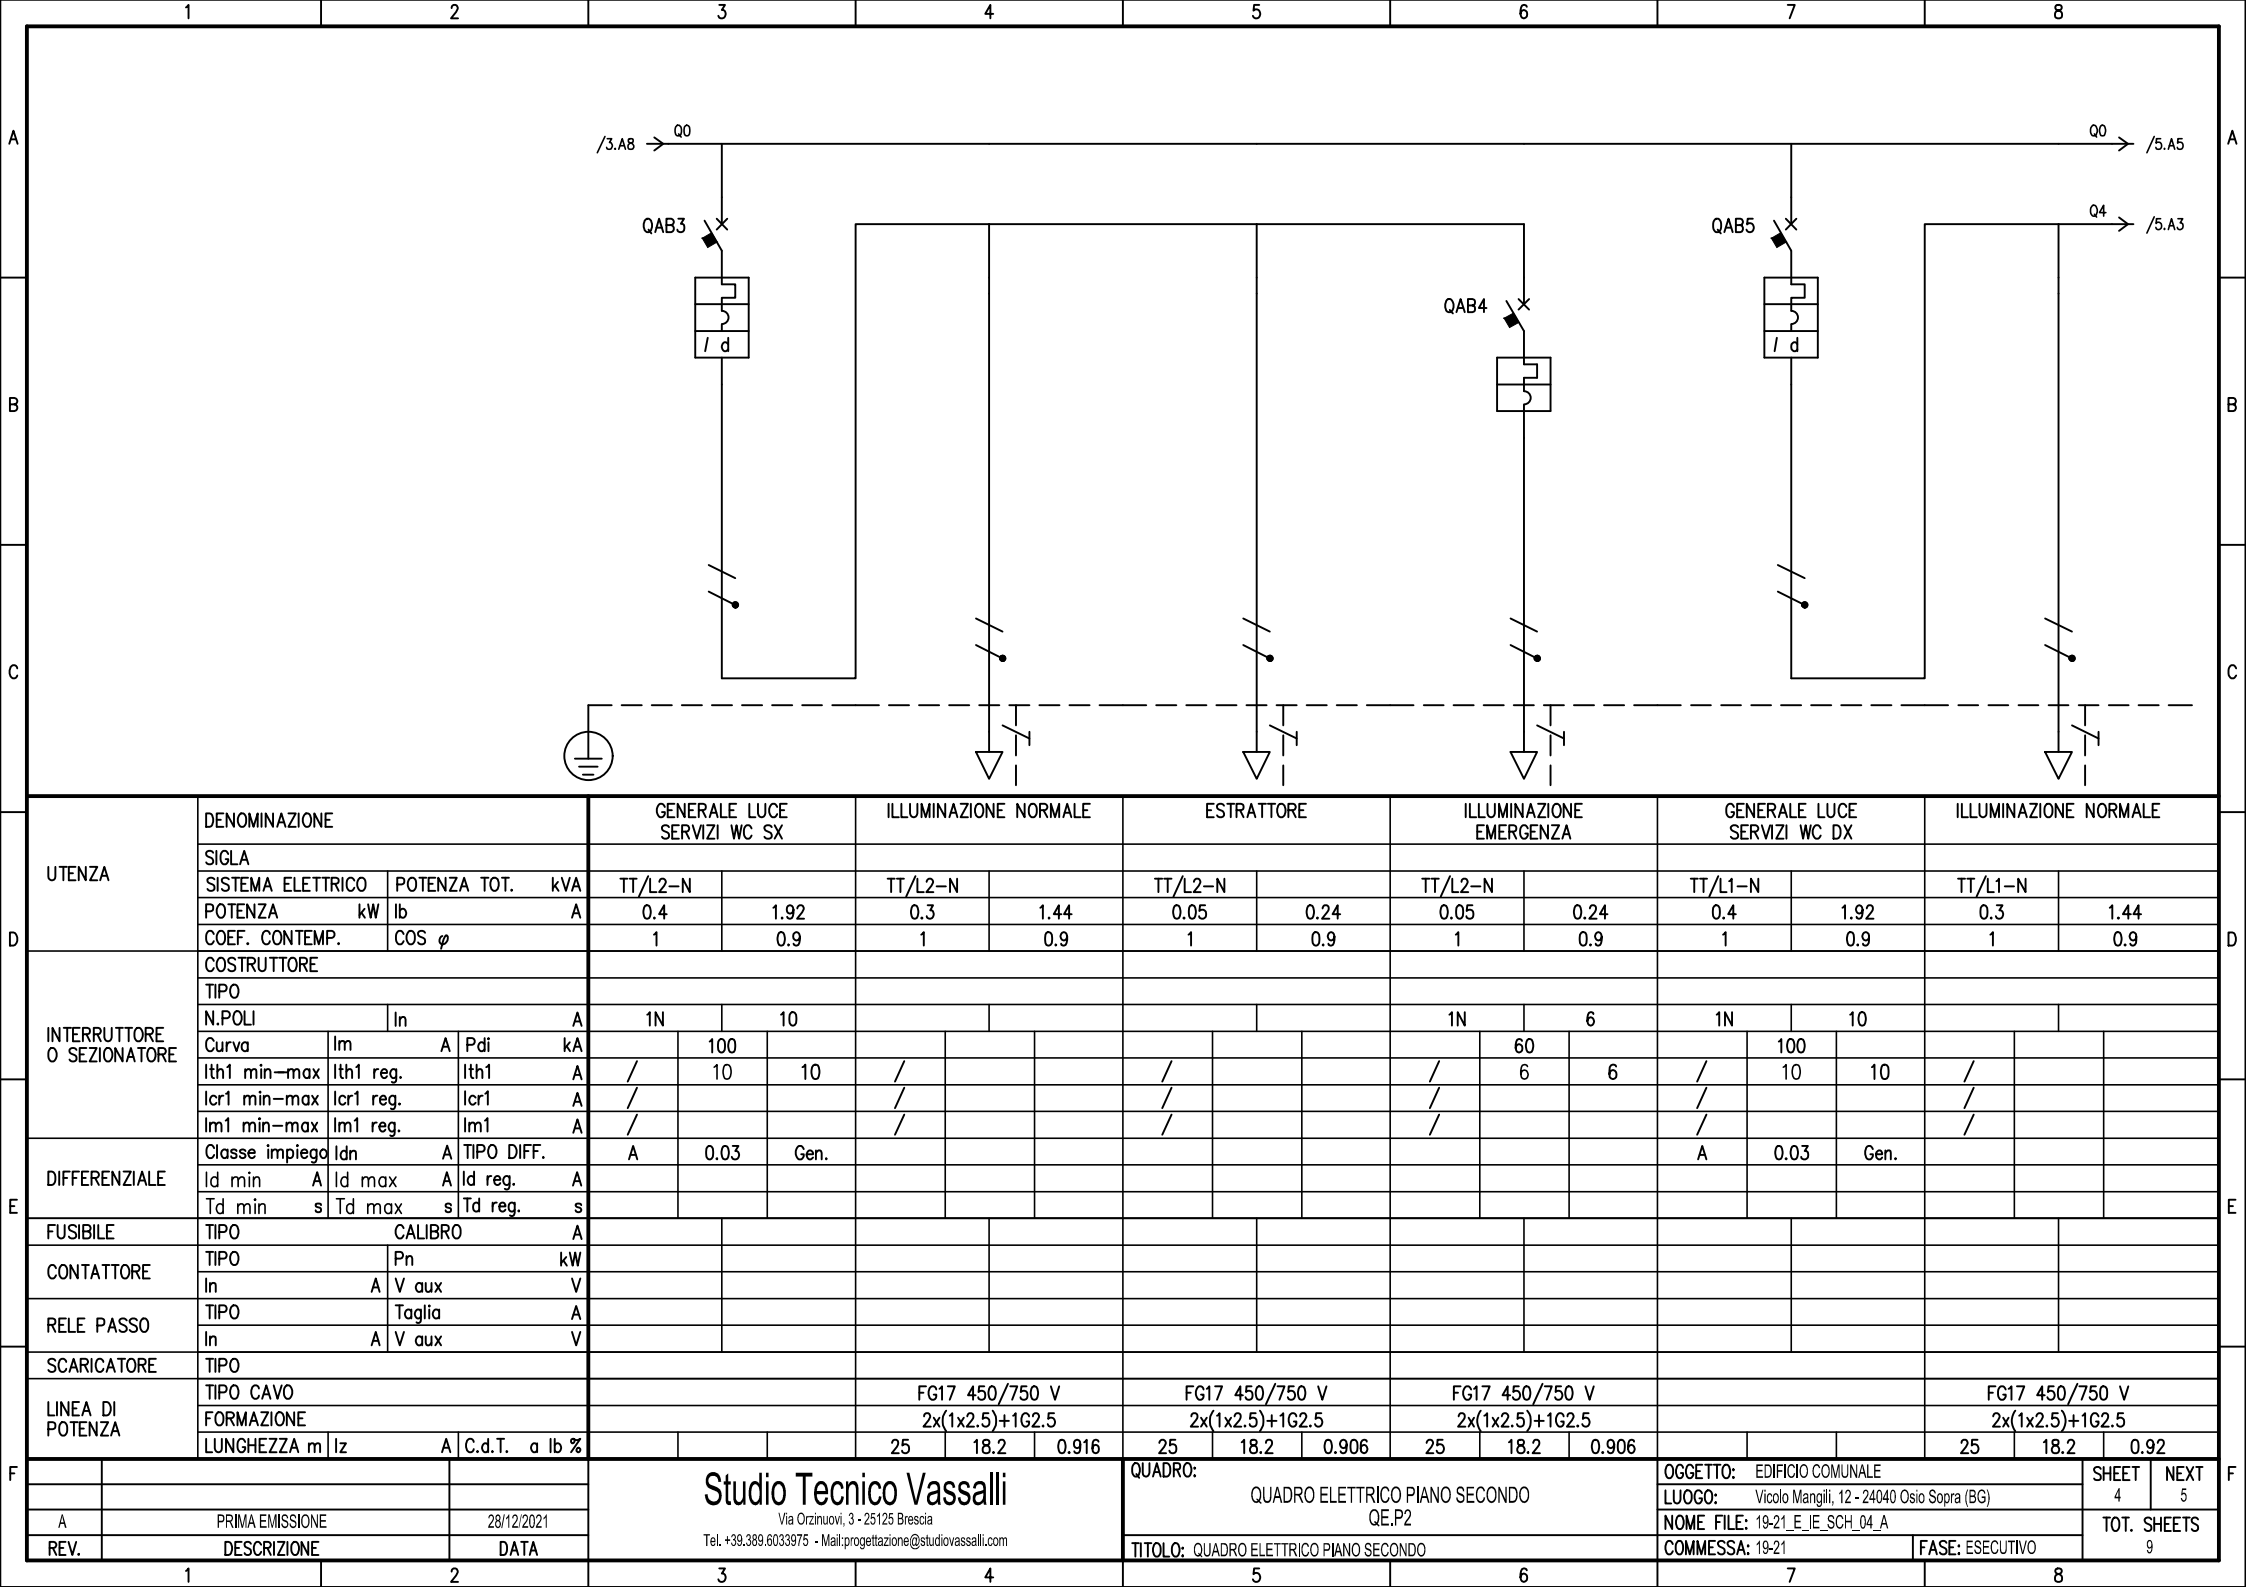 1 2 3 4 5 6 7 8
A A
B B
C C
D D
E E
F F
/3.A8 Q0 Q0 /5.A5
QAB3 QAB5 Q4 /5.A3
QAB4
I d I d
UTENZA
DENOMINAZIONE GENERALE LUCE SERVIZI WC SX ILLUMINAZIONE NORMALE ESTRATTORE ILLUMINAZIONE EMERGENZA GENERALE LUCE SERVIZI WC DX ILLUMINAZIONE NORMALE
SIGLA
SISTEMA ELETTRICO POTENZA TOT. kVA TT/L2-N TT/L2-N TT/L2-N TT/L2-N TT/L1-N TT/L1-N
POTENZA kW Ib A 0.4 1.92 0.3 1.44 0.05 0.24 0.05 0.24 0.4 1.92 0.3 1.44
COEF. CONTEMP. COS φ 1 0.9 1 0.9 1 0.9 1 0.9 1 0.9 1 0.9
INTERRUTTORE
O SEZIONATORE
COSTRUTTORE
TIPO
N.POLI In A 1N 10 1N 6 1N 10
Curva Im A Pdi kA 100 60 100
Ith1 min-max Ith1 reg. Ith1 A / 10 10 / / / 6 6 / 10 10 /
Icr1 min-max Icr1 reg. Icr1 A / / / / / /
Im1 min-max Im1 reg. Im1 A / / / / / /
DIFFERENZIALE
Classe impiego Idn A TIPO DIFF. A 0.03 Gen. A 0.03 Gen.
Id min A Id max A Id reg. A
Td min s Td max s Td reg. s
FUSIBILE TIPO CALIBRO A
CONTATTORE
TIPO Pn kW
In A V aux V
RELE PASSO
TIPO Taglia A
In A V aux V
SCARICATORE TIPO
LINEA DI
POTENZA
TIPO CAVO FG17 450/750 V FG17 450/750 V FG17 450/750 V FG17 450/750 V
FORMAZIONE 2x(1x2.5)+1G2.5 2x(1x2.5)+1G2.5 2x(1x2.5)+1G2.5 2x(1x2.5)+1G2.5
LUNGHEZZA m Iz A C.d.T. a Ib % 25 18.2 0.916 25 18.2 0.906 25 18.2 0.906 25 18.2 0.92
A PRIMA EMISSIONE 28/12/2021
REV. DESCRIZIONE DATA
Studio Tecnico Vassalli
Via Orzinuovi, 3 - 25125 Brescia
Tel. +39.389.6033975 - Mail:progettazione@studiovassalli.com
QUADRO:
QUADRO ELETTRICO PIANO SECONDO
QE.P2
TITOLO: QUADRO ELETTRICO PIANO SECONDO
OGGETTO: EDIFICIO COMUNALE
LUOGO: Vicolo Mangili, 12 - 24040 Osio Sopra (BG)
NOME FILE: 19-21_E_IE_SCH_04_A
COMMESSA: 19-21 FASE: ESECUTIVO
SHEET NEXT
4 5
TOT. SHEETS
9
1 2 3 4 5 6 7 8